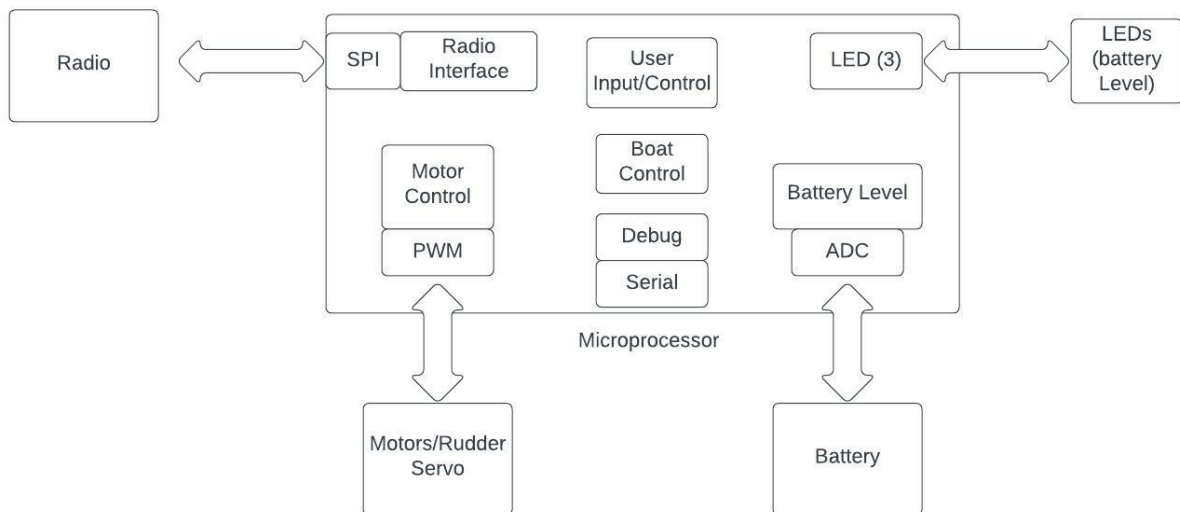 Radio
SPI
Radio
Interface
User
Input/Control
LED (3)
LEDs
(battery
Level)
Motor
Control
PWM
Boat
Control
Debug
Serial
Battery Level
ADC
Microprocessor
Motors/Rudder
Servo
Battery